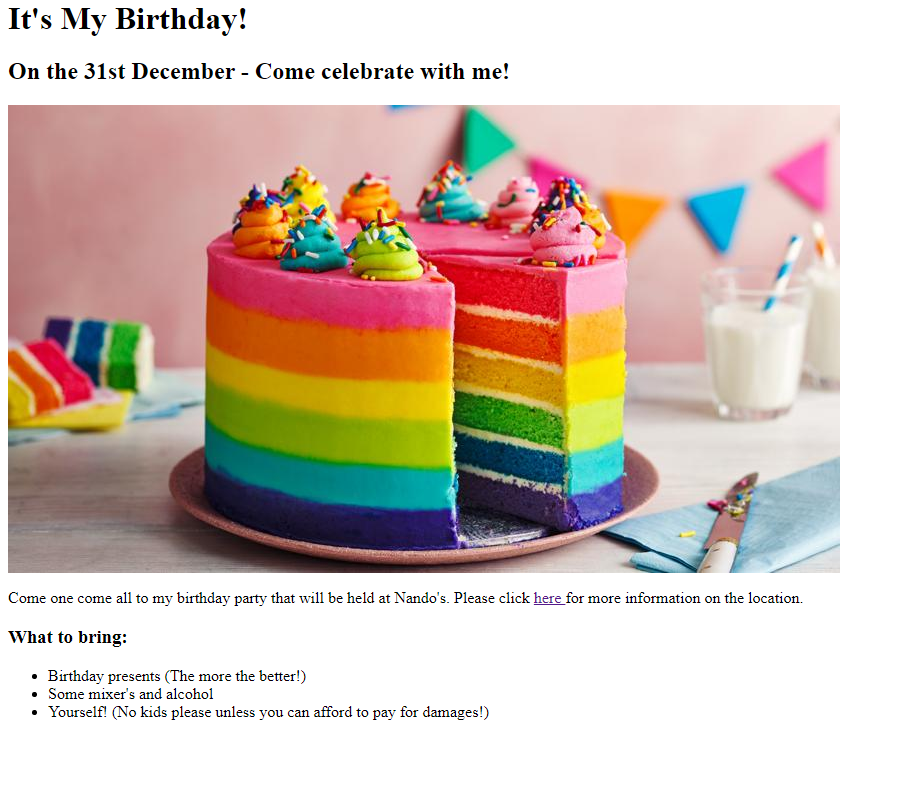 It's My Birthday!
On the 31st December - Come celebrate with me!
Come one come all to my birthday party that will be held at Nando's. Please click here for more information on the location.
What to bring:
Birthday presents (The more the better!)
Some mixer's and alcohol
Yourself! (No kids please unless you can afford to pay for damages!)